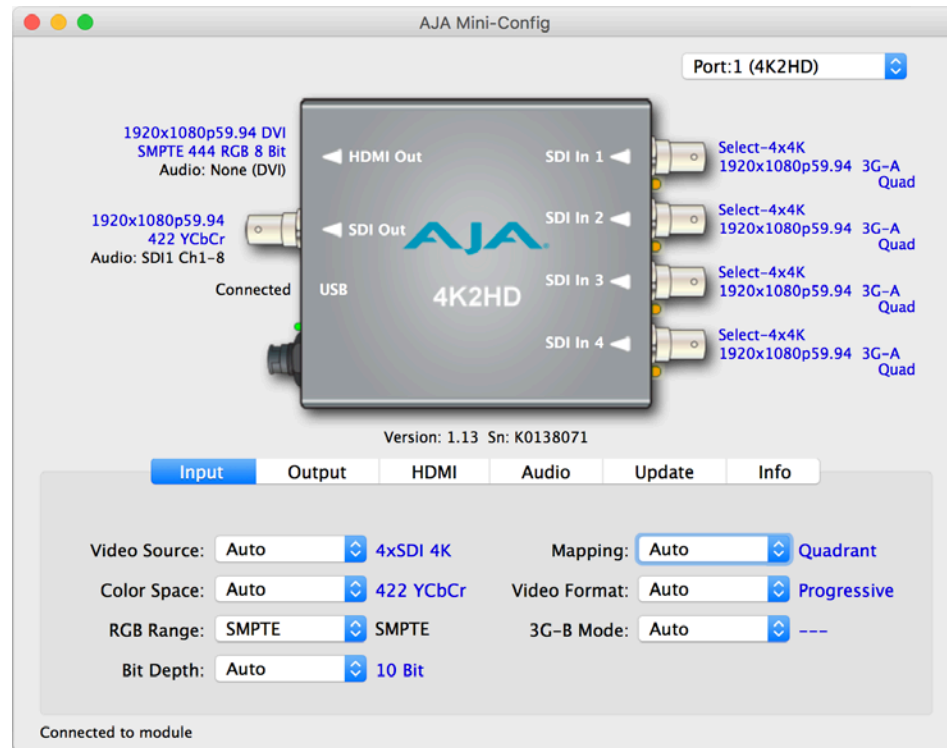 AJA Mini-Config
Port:1 (4K2HD)
1920x1080p59.94 DVI
SMPTE 444 RGB 8 Bit
Audio: None (DVI)
1920x1080p59.94
422 YCbCr
Audio: SDI1 Ch1-8
Connected
HDMI Out
SDI Out
USB
AJA
4K2HD
SDI In 1
SDI In 2
SDI In 3
SDI In 4
Select-4x4K
1920x1080p59.94 3G-A
Quad
Select-4x4K
1920x1080p59.94 3G-A
Quad
Select-4x4K
1920x1080p59.94 3G-A
Quad
Select-4x4K
1920x1080p59.94 3G-A
Quad
Version: 1.13 Sn: K0138071
Input Output HDMI Audio Update Info
Video Source: Auto 4xSDI 4K
Color Space: Auto 422 YCbCr
RGB Range: SMPTE SMPTE
Bit Depth: Auto 10 Bit
Mapping: Auto Quadrant
Video Format: Auto Progressive
3G-B Mode: Auto ---
Connected to module